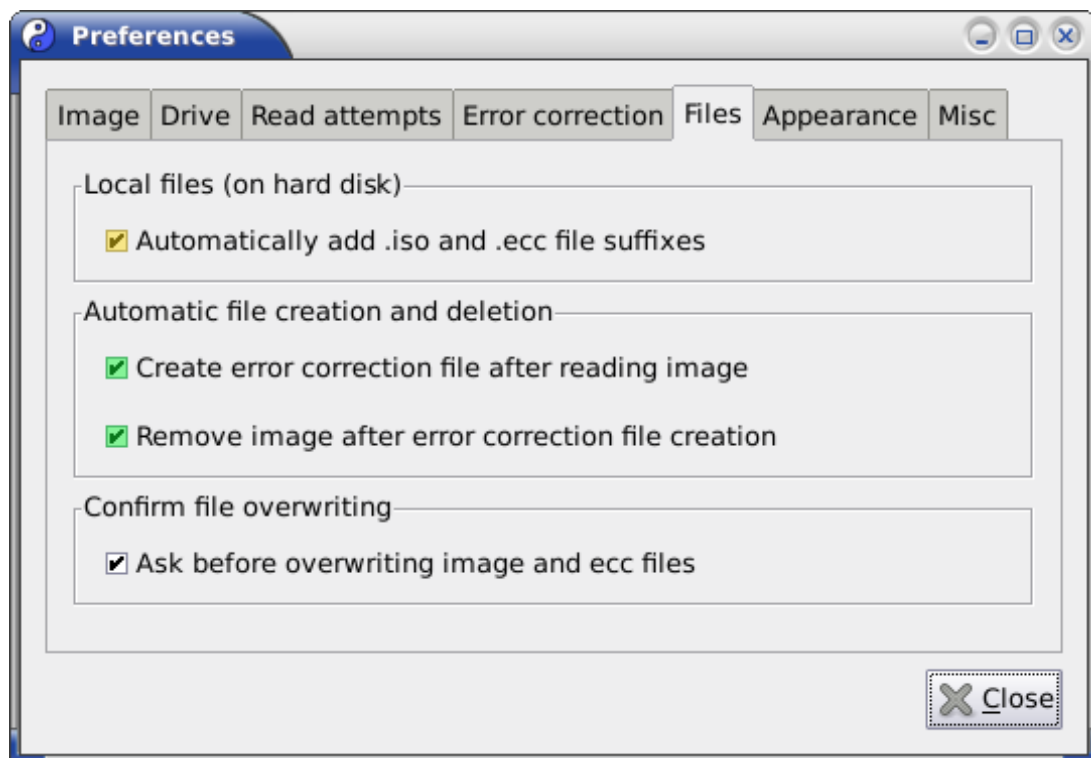 Preferences
Image Drive Read attempts Error correction Files Appearance Misc
Local files (on hard disk)
Automatically add .iso and .ecc file suffixes
Automatic file creation and deletion
Create error correction file after reading image
Remove image after error correction file creation
Confirm file overwriting
Ask before overwriting image and ecc files
Close